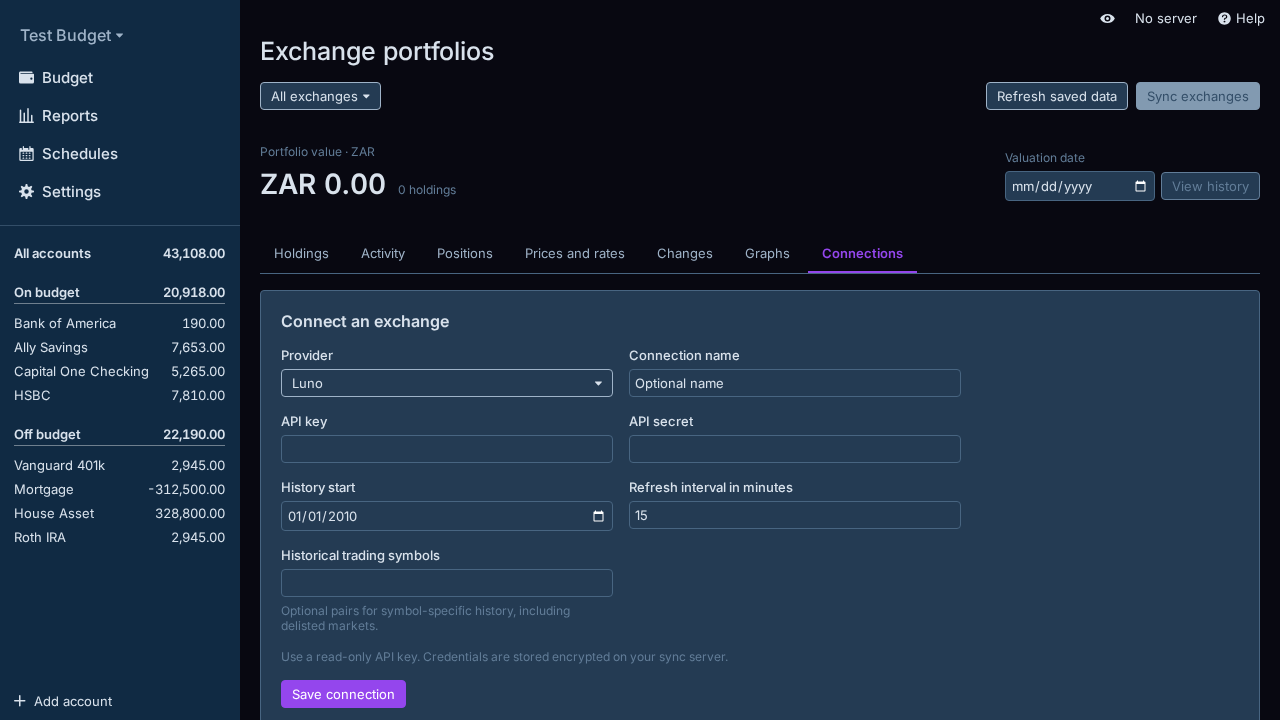 Test Budget
Budget
Reports
Schedules
Settings
All accounts 43,108.00
On budget 20,918.00
Bank of America 190.00
Ally Savings 7,653.00
Capital One Checking 5,265.00
HSBC 7,810.00
Off budget 22,190.00
Vanguard 401k 2,945.00
Mortgage -312,500.00
House Asset 328,800.00
Roth IRA 2,945.00
Add account
No server Help
Exchange portfolios
All exchanges Refresh saved data Sync exchanges
Portfolio value · ZAR
ZAR 0.00 0 holdings
Valuation date
mm/dd/yyyy View history
Holdings Activity Positions Prices and rates Changes Graphs Connections
Connect an exchange
Provider Connection name
Luno Optional name
API key API secret
History start Refresh interval in minutes
01/01/2010 15
Historical trading symbols
Optional pairs for symbol-specific history, including
delisted markets.
Use a read-only API key. Credentials are stored encrypted on your sync server.
Save connection